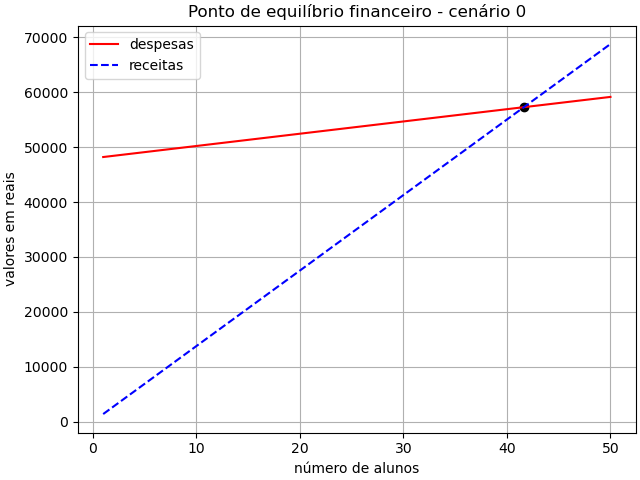 Ponto de equilíbrio financeiro - cenário 0
despesas
receitas
valores em reais
70000
60000
50000
40000
30000
20000
10000
0
0 10 20 30 40 50
número de alunos